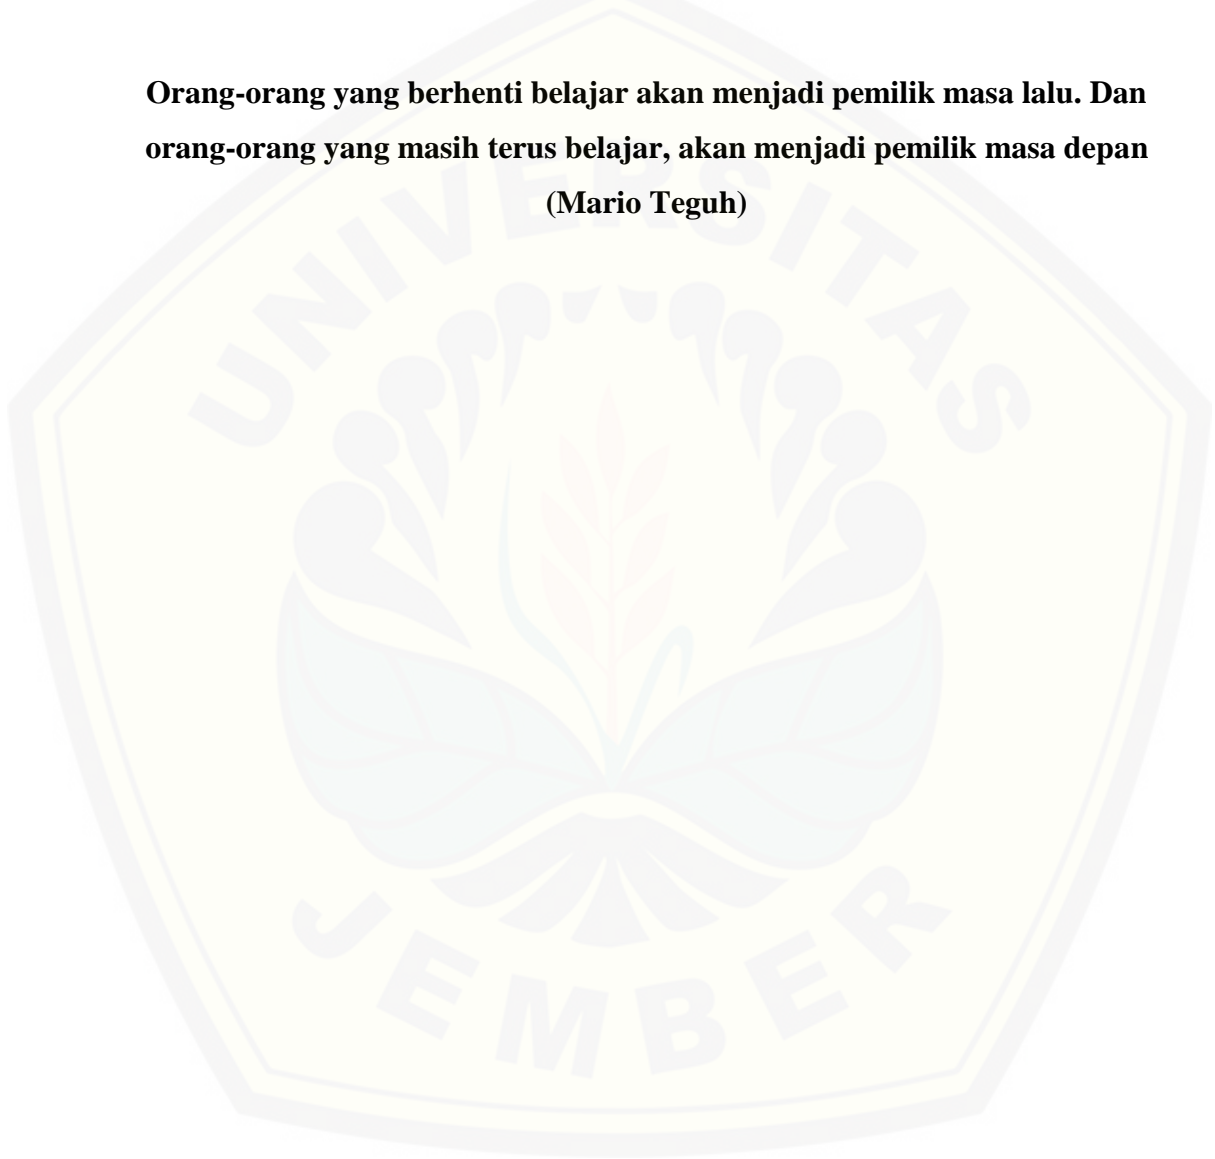 Orang-orang yang berhenti belajar akan menjadi pemilik masa lalu. Dan
orang-orang yang masih terus belajar, akan menjadi pemilik masa depan
(Mario Teguh)
UNIVERSITAS
JEMBER